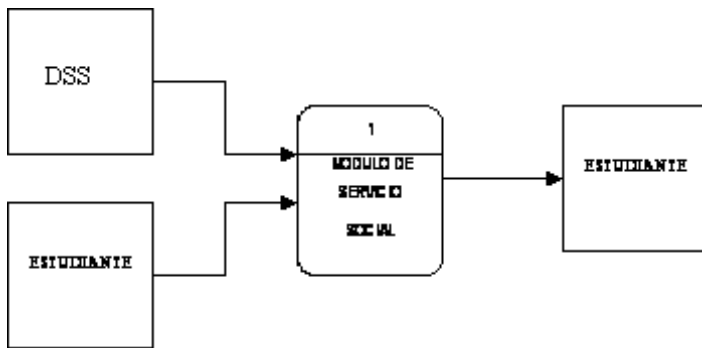 DSS
1
MODULO DE
SERVICIO
SOCIAL
ESTUDIANTE
ESTUDIANTE